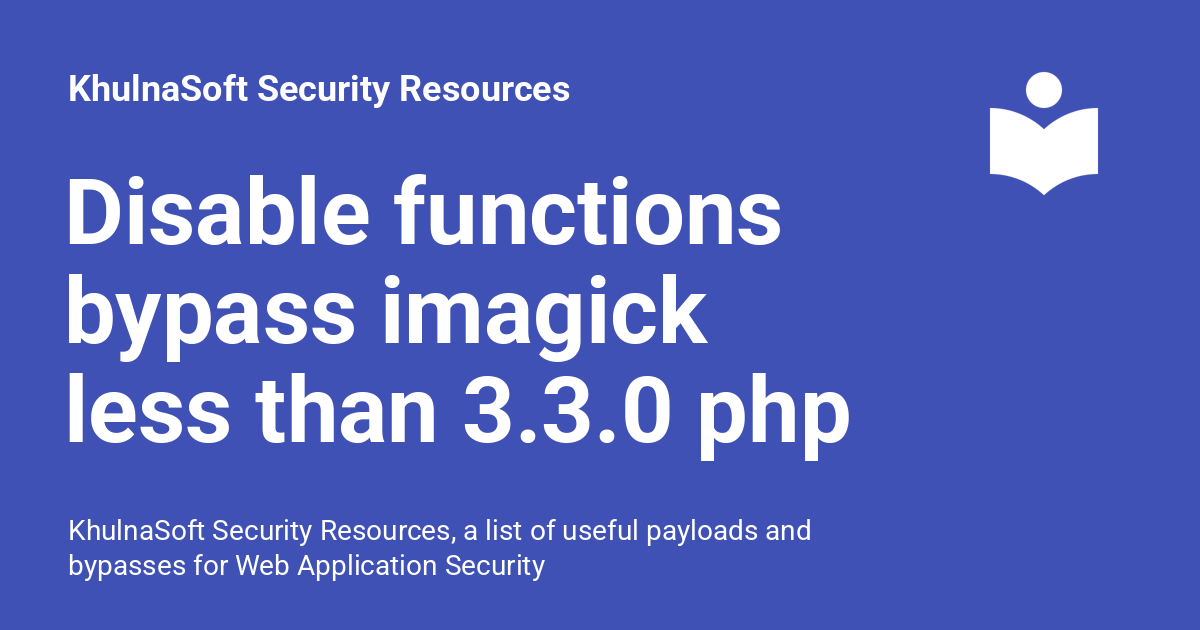 KhulnaSoft Security Resources
Disable functions
bypass imagick
less than 3.3.0 php
KhulnaSoft Security Resources, a list of useful payloads and
bypasses for Web Application Security